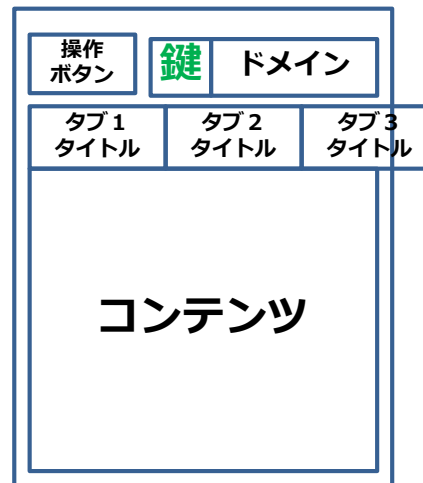 操作
ボタン
鍵
ドメイン
タブ1
タイトル
タブ2
タイトル
タブ3
タイトル
コンテンツ